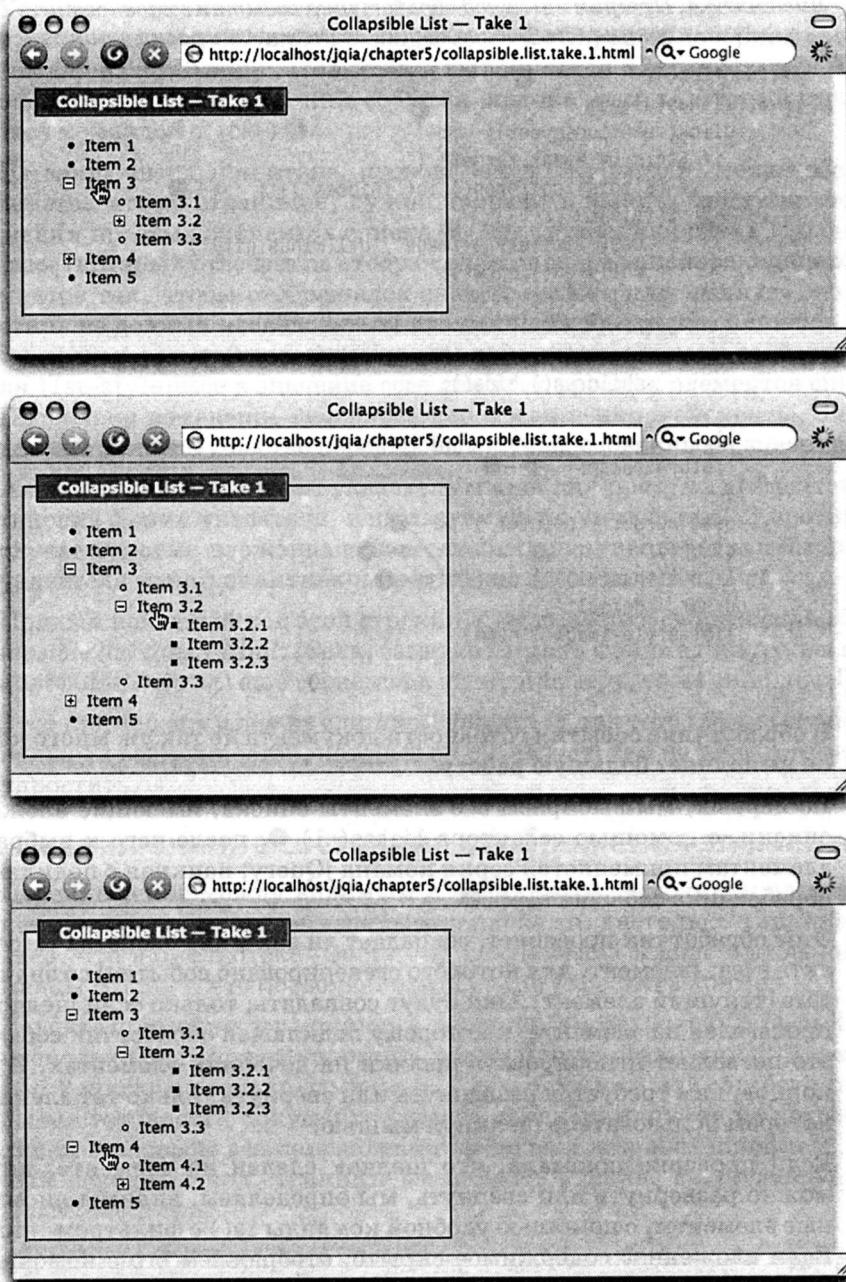 Collapsible List — Take 1
http://localhost/jqia/chapter5/collapsible.list.take.1.html Google
Collapsible List — Take 1
Item 1
Item 2
Item 3
Item 3.1
Item 3.2
Item 3.3
Item 4
Item 5
Collapsible List — Take 1
http://localhost/jqia/chapter5/collapsible.list.take.1.html Google
Collapsible List — Take 1
Item 1
Item 2
Item 3
Item 3.1
Item 3.2
Item 3.2.1
Item 3.2.2
Item 3.2.3
Item 3.3
Item 4
Item 5
Collapsible List — Take 1
http://localhost/jqia/chapter5/collapsible.list.take.1.html Google
Collapsible List — Take 1
Item 1
Item 2
Item 3
Item 3.1
Item 3.2
Item 3.2.1
Item 3.2.2
Item 3.2.3
Item 3.3
Item 4
Item 4.1
Item 4.2
Item 5